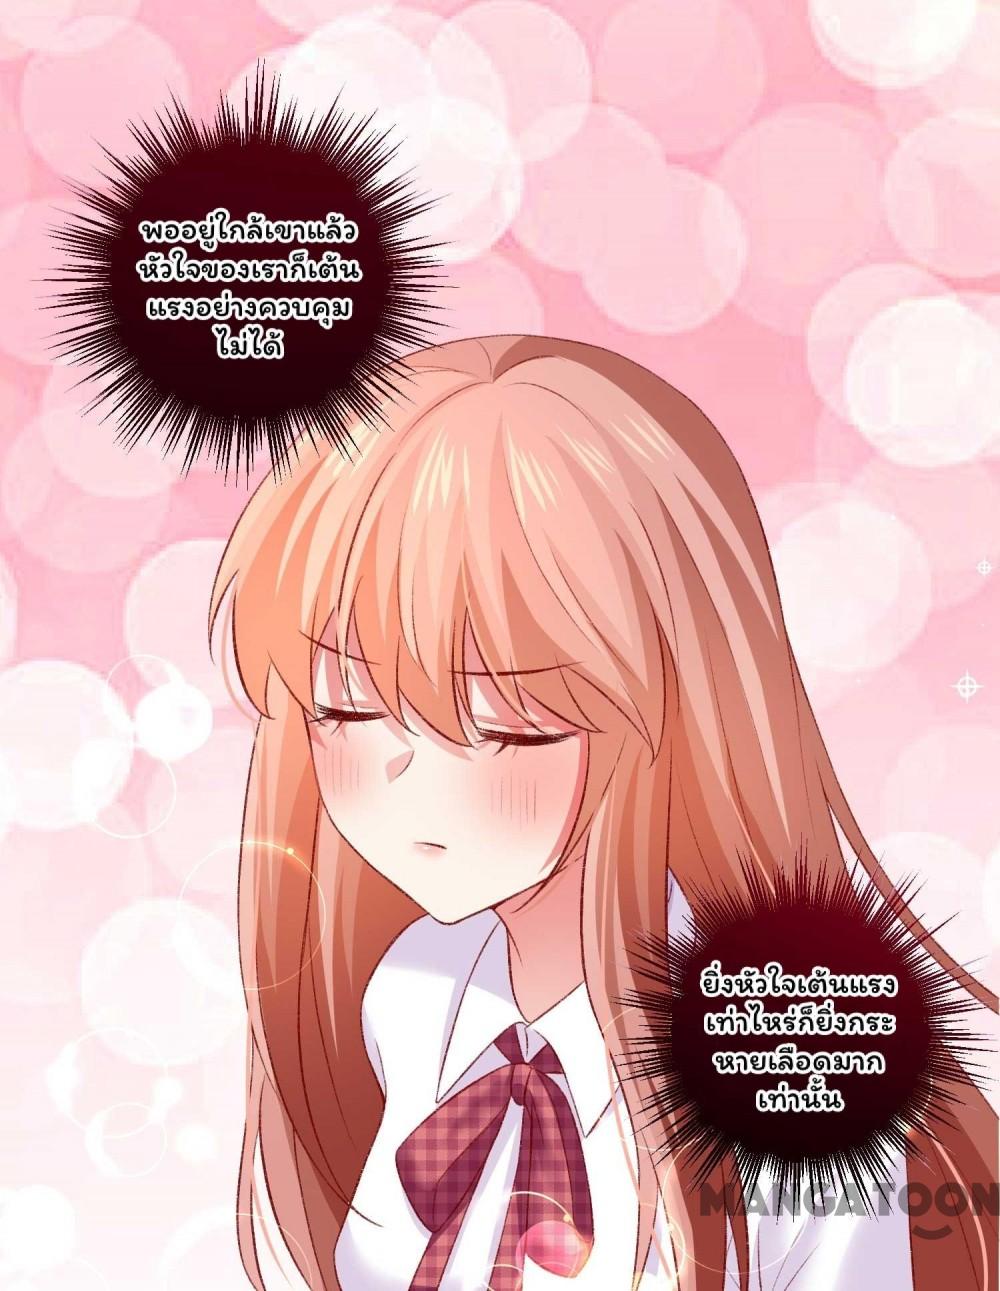 พออยู่ใกล้เขาแล้ว
หัวใจของเราก็เต้น
แรงอย่างควบคุม
ไม่ได้
ยิ่งหัวใจเต้นแรง
เท่าไหร่ก็ยิ่งกระ
หายเลือดมาก
เท่านั้น
MANGATOON